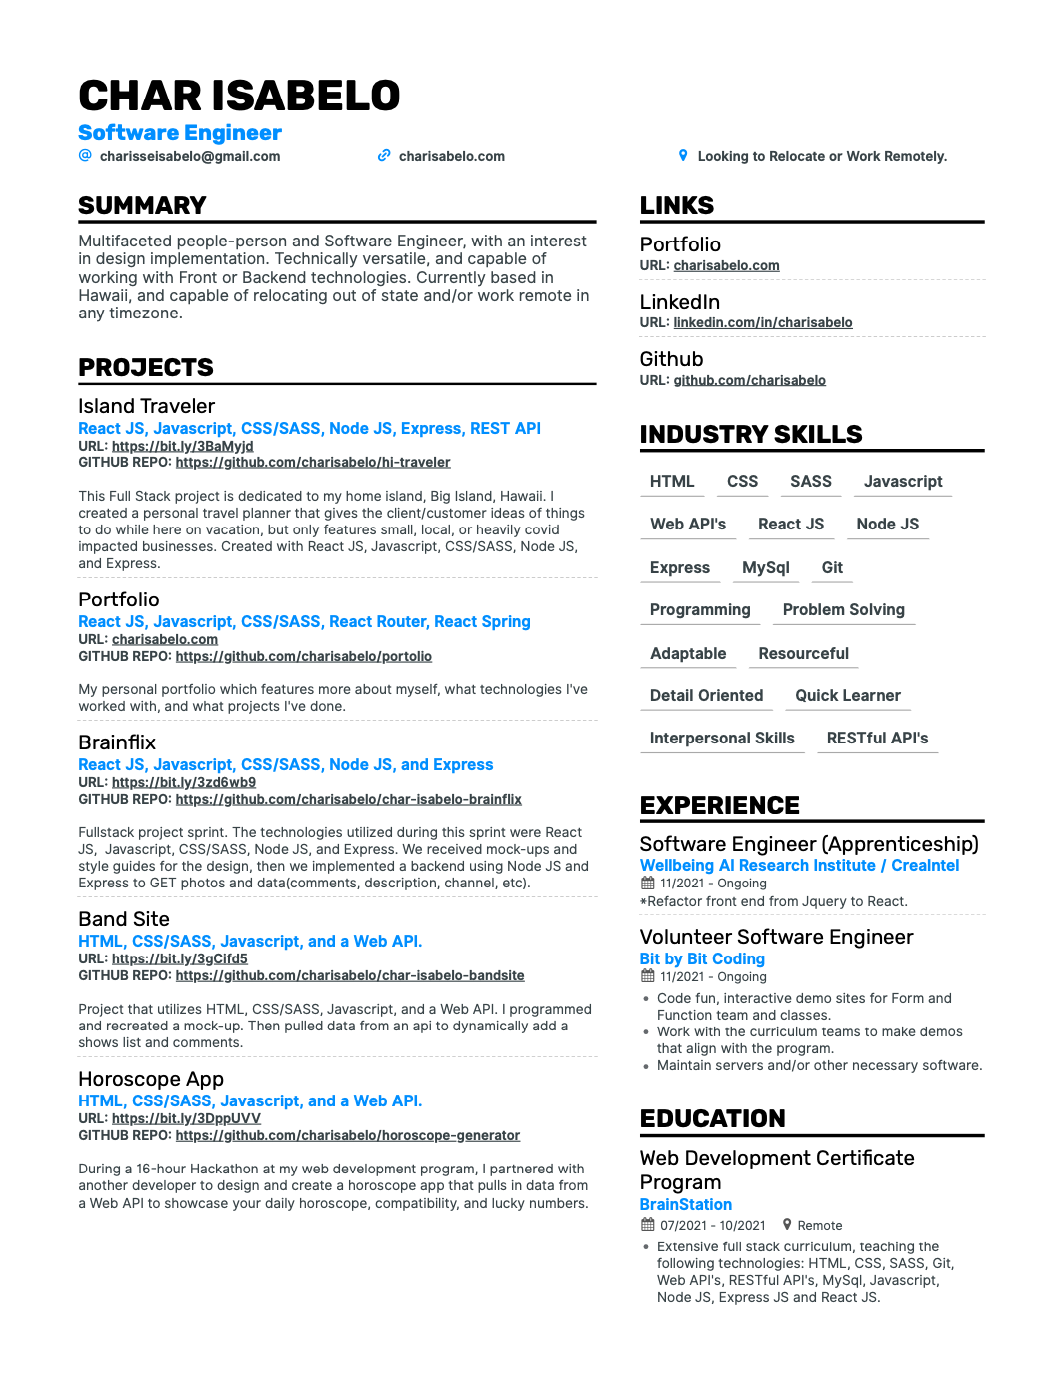 CHAR ISABELO
Software Engineer
charisseisabelo@gmail.com
charisabelo.com
Looking to Relocate or Work Remotely.
SUMMARY
Multifaceted people-person and Software Engineer, with an interest
in design implementation. Technically versatile, and capable of
working with Front or Backend technologies. Currently based in
Hawaii, and capable of relocating out of state and/or work remote in
any timezone.
PROJECTS
Island Traveler
React JS, Javascript, CSS/SASS, Node JS, Express, REST API
URL: https://bit.ly/3BaMyjd
GITHUB REPO: https://github.com/charisabelo/hi-traveler
This Full Stack project is dedicated to my home island, Big Island, Hawaii. I
created a personal travel planner that gives the client/customer ideas of things
to do while here on vacation, but only features small, local, or heavily covid
impacted businesses. Created with React JS, Javascript, CSS/SASS, Node JS,
and Express.
Portfolio
React JS, Javascript, CSS/SASS, React Router, React Spring
URL: charisabelo.com
GITHUB REPO: https://github.com/charisabelo/portolio
My personal portfolio which features more about myself, what technologies I've
worked with, and what projects I've done.
Brainflix
React JS, Javascript, CSS/SASS, Node JS, and Express
URL: https://bit.ly/3zd6wb9
GITHUB REPO: https://github.com/charisabelo/char-isabelo-brainflix
Fullstack project sprint. The technologies utilized during this sprint were React
JS,  Javascript, CSS/SASS, Node JS, and Express. We received mock-ups and
style guides for the design, then we implemented a backend using Node JS and
Express to GET photos and data(comments, description, channel, etc).
Band Site
HTML, CSS/SASS, Javascript, and a Web API.
URL: https://bit.ly/3gCifd5
GITHUB REPO: https://github.com/charisabelo/char-isabelo-bandsite
Project that utilizes HTML, CSS/SASS, Javascript, and a Web API. I programmed
and recreated a mock-up. Then pulled data from an api to dynamically add a
shows list and comments.
Horoscope App
HTML, CSS/SASS, Javascript, and a Web API.
URL: https://bit.ly/3DppUVV
GITHUB REPO: https://github.com/charisabelo/horoscope-generator
During a 16-hour Hackathon at my web development program, I partnered with
another developer to design and create a horoscope app that pulls in data from
a Web API to showcase your daily horoscope, compatibility, and lucky numbers.
LINKS
Portfolio
URL: charisabelo.com
LinkedIn
URL: linkedin.com/in/charisabelo
Github
URL: github.com/charisabelo
INDUSTRY SKILLS
HTML CSS SASS Javascript
Web API's React JS Node JS
Express MySql Git
Programming Problem Solving
Adaptable Resourceful
Detail Oriented Quick Learner
Interpersonal Skills RESTful API's
EXPERIENCE
Software Engineer (Apprenticeship)
Wellbeing AI Research Institute / CreaIntel
11/2021 - Ongoing
*Refactor front end from Jquery to React.
Volunteer Software Engineer
Bit by Bit Coding
11/2021 - Ongoing
• Code fun, interactive demo sites for Form and
Function team and classes.
• Work with the curriculum teams to make demos
that align with the program.
• Maintain servers and/or other necessary software.
EDUCATION
Web Development Certificate
Program
BrainStation
07/2021 - 10/2021 Remote
• Extensive full stack curriculum, teaching the
following technologies: HTML, CSS, SASS, Git,
Web API's, RESTful API's, MySql, Javascript,
Node JS, Express JS and React JS.